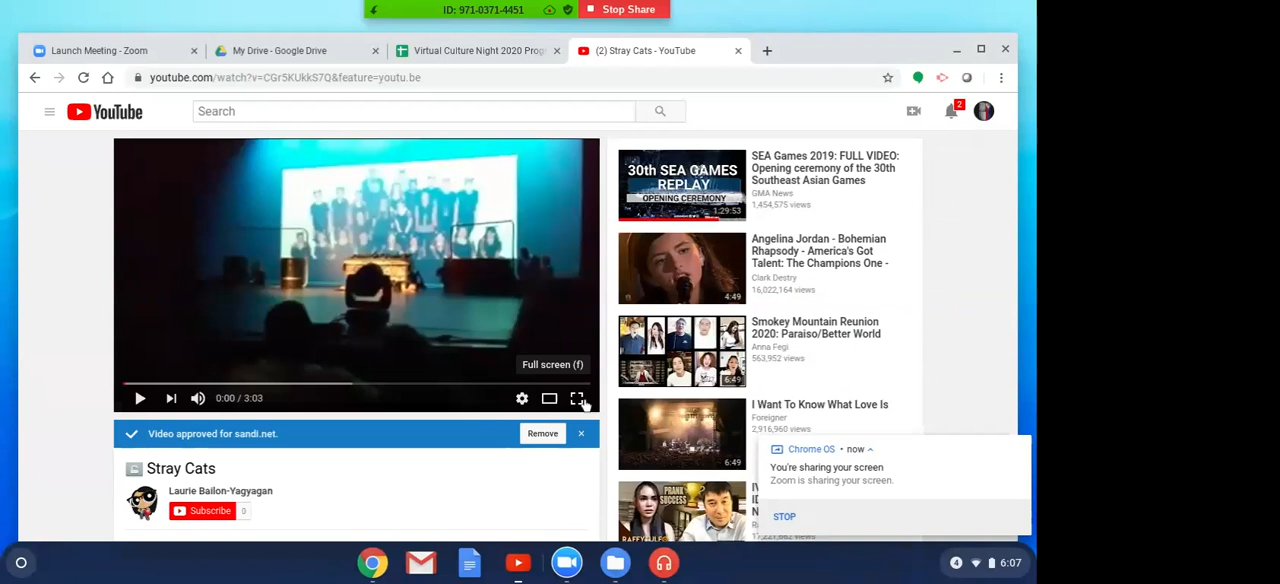 ID: 971-0371-4451
Stop Share
Launch Meeting - Zoom
My Drive - Google Drive
Virtual Culture Night 2020 Prog
(2) Stray Cats - YouTube
youtube.com/watch?v=CGr5KUkkS7Q&feature=youtu.be
YouTube
Search
2
30th SEA GAMES
REPLAY
OPENING CEREMONY
1:29:53
SEA Games 2019: FULL VIDEO:
Opening ceremony of the 30th
Southeast Asian Games
GMA News
1,454,575 views
4:49
Angelina Jordan - Bohemian
Rhapsody - America's Got
Talent: The Champions One -
Clark Destry
16,022,164 views
6:49
Smokey Mountain Reunion
2020: Paraiso/Better World
Anna Fegi
563,952 views
6:49
I Want To Know What Love Is
Foreigner
2,916,960 views
PRANK
SUCCESS
Full screen (f)
0:00 / 3:03
Video approved for sandi.net.
Remove
Stray Cats
Laurie Bailon-Yagyagan
Subscribe
0
Chrome OS • now
You're sharing your screen
Zoom is sharing your screen.
STOP
4
6:07